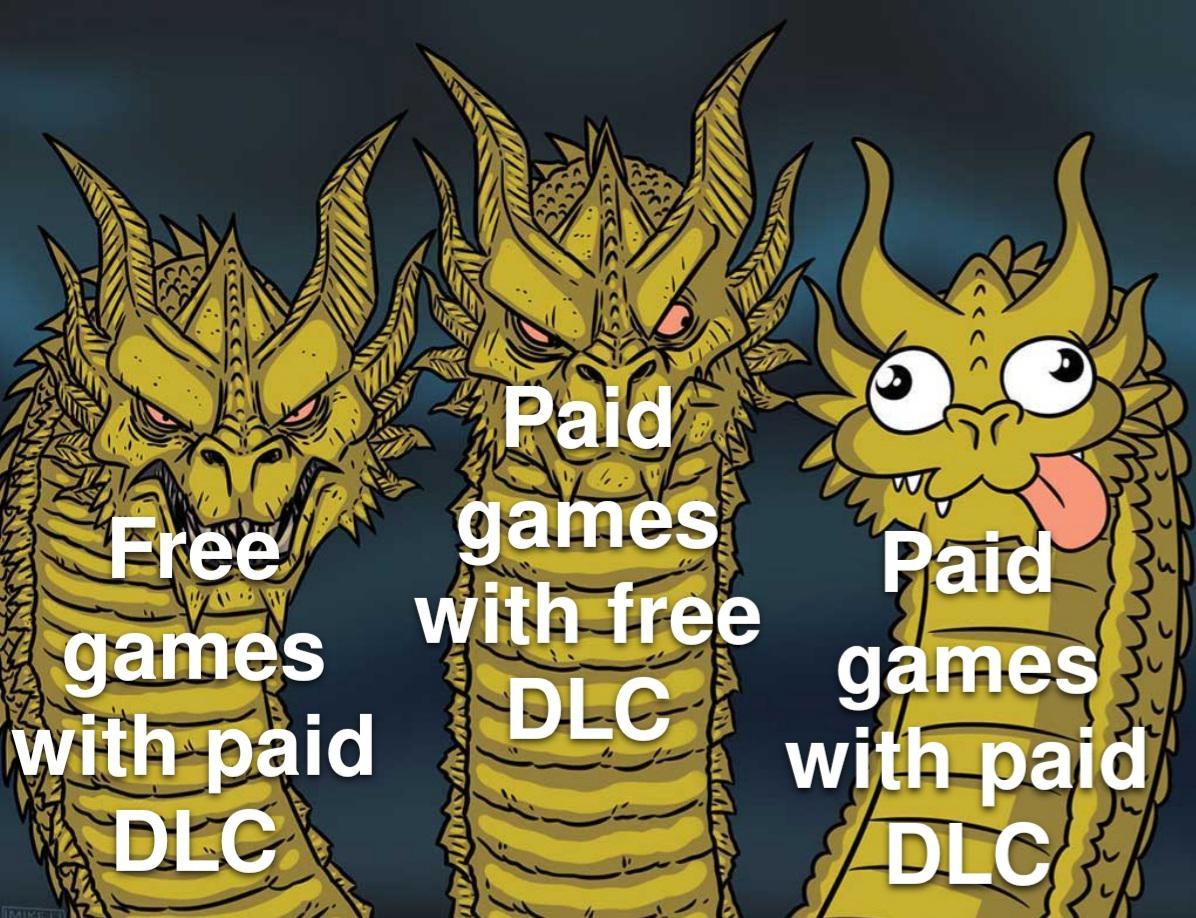 Free
games
with paid
DLC
Paid
games
with free
DLC
Paid
games
with paid
DLC